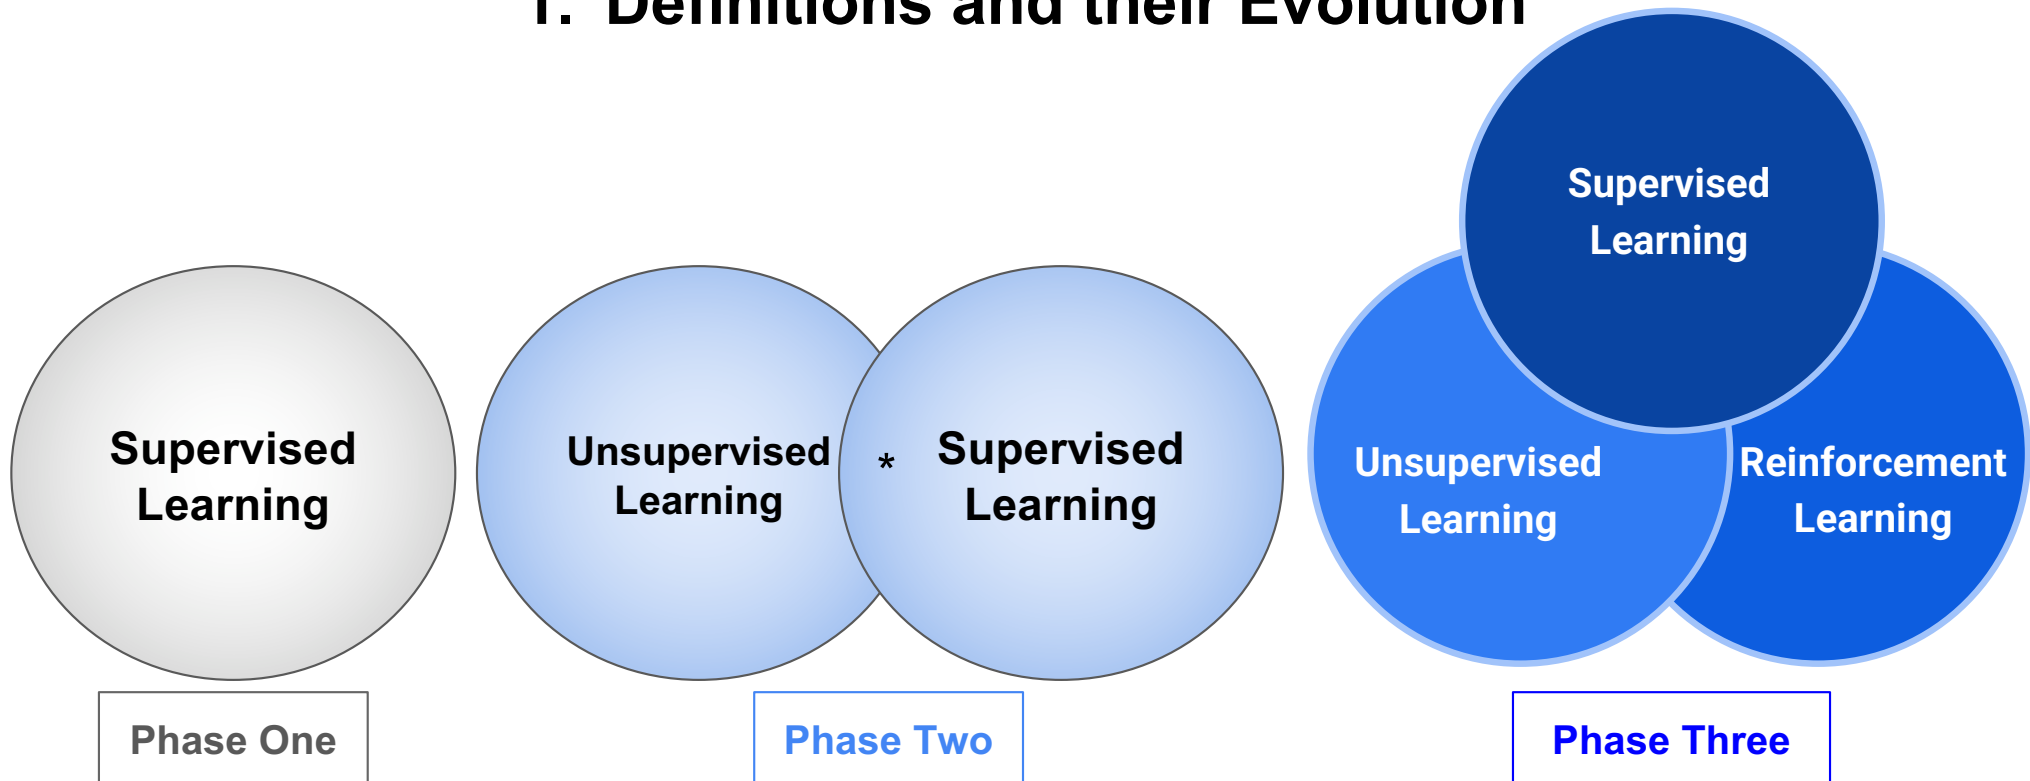 1. Definitions and their Evolution
Supervised
Learning
Unsupervised
Learning
*
Supervised
Learning
Supervised
Learning
Unsupervised
Learning
Reinforcement
Learning
Phase One
Phase Two
Phase Three